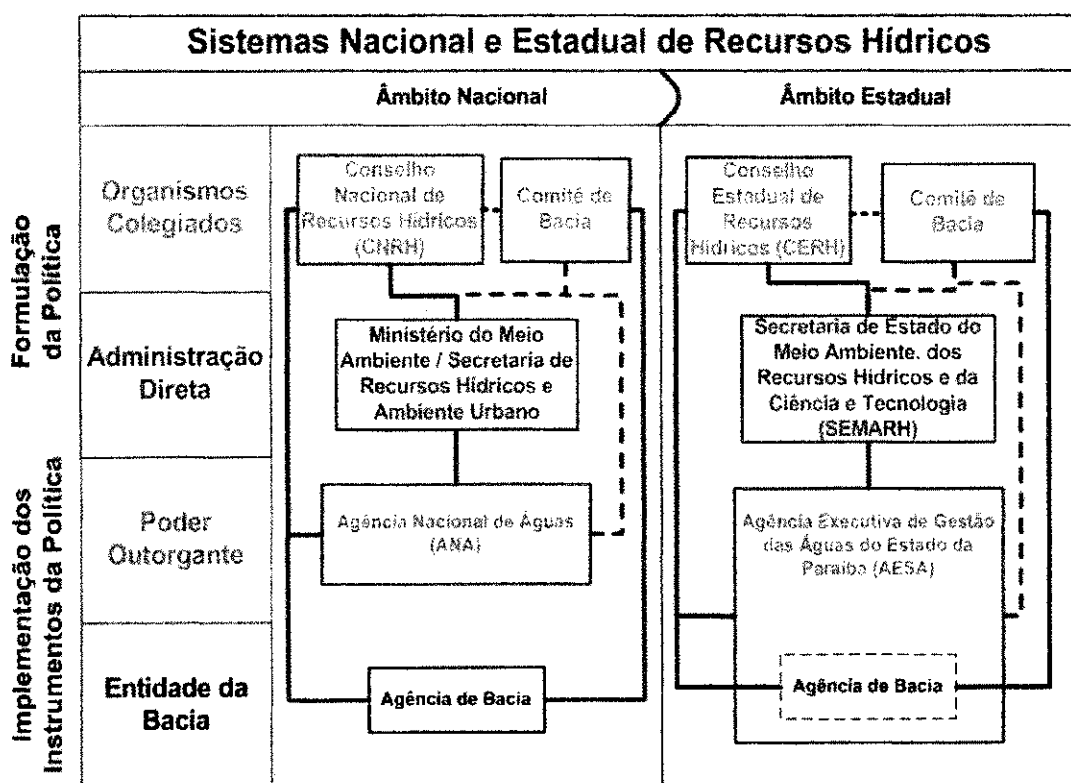 Sistemas Nacional e Estadual de Recursos Hídricos
Âmbito Nacional
Âmbito Estadual
Formulação
da Política
Implementação dos
Instrumentos da Política
Organismos
Colegiados
Conselho
Nacional de
Recursos Hídricos
(CNRH)
Comitê de
Bacia
Conselho
Estadual de
Recursos
Hídricos (CERH)
Comitê de
Bacia
Administração
Direta
Ministério do Meio
Ambiente / Secretaria de
Recursos Hídricos e
Ambiente Urbano
Secretaria de Estado do
Meio Ambiente. dos
Recursos Hídricos e da
Ciência e Tecnologia
(SEMARH)
Poder
Outorgante
Agência Nacional de Águas
(ANA)
Agência Executiva de Gestão
das Águas do Estado da
Paraíba (AESA)
Entidade da
Bacia
Agência de Bacia
Agência de Bacia